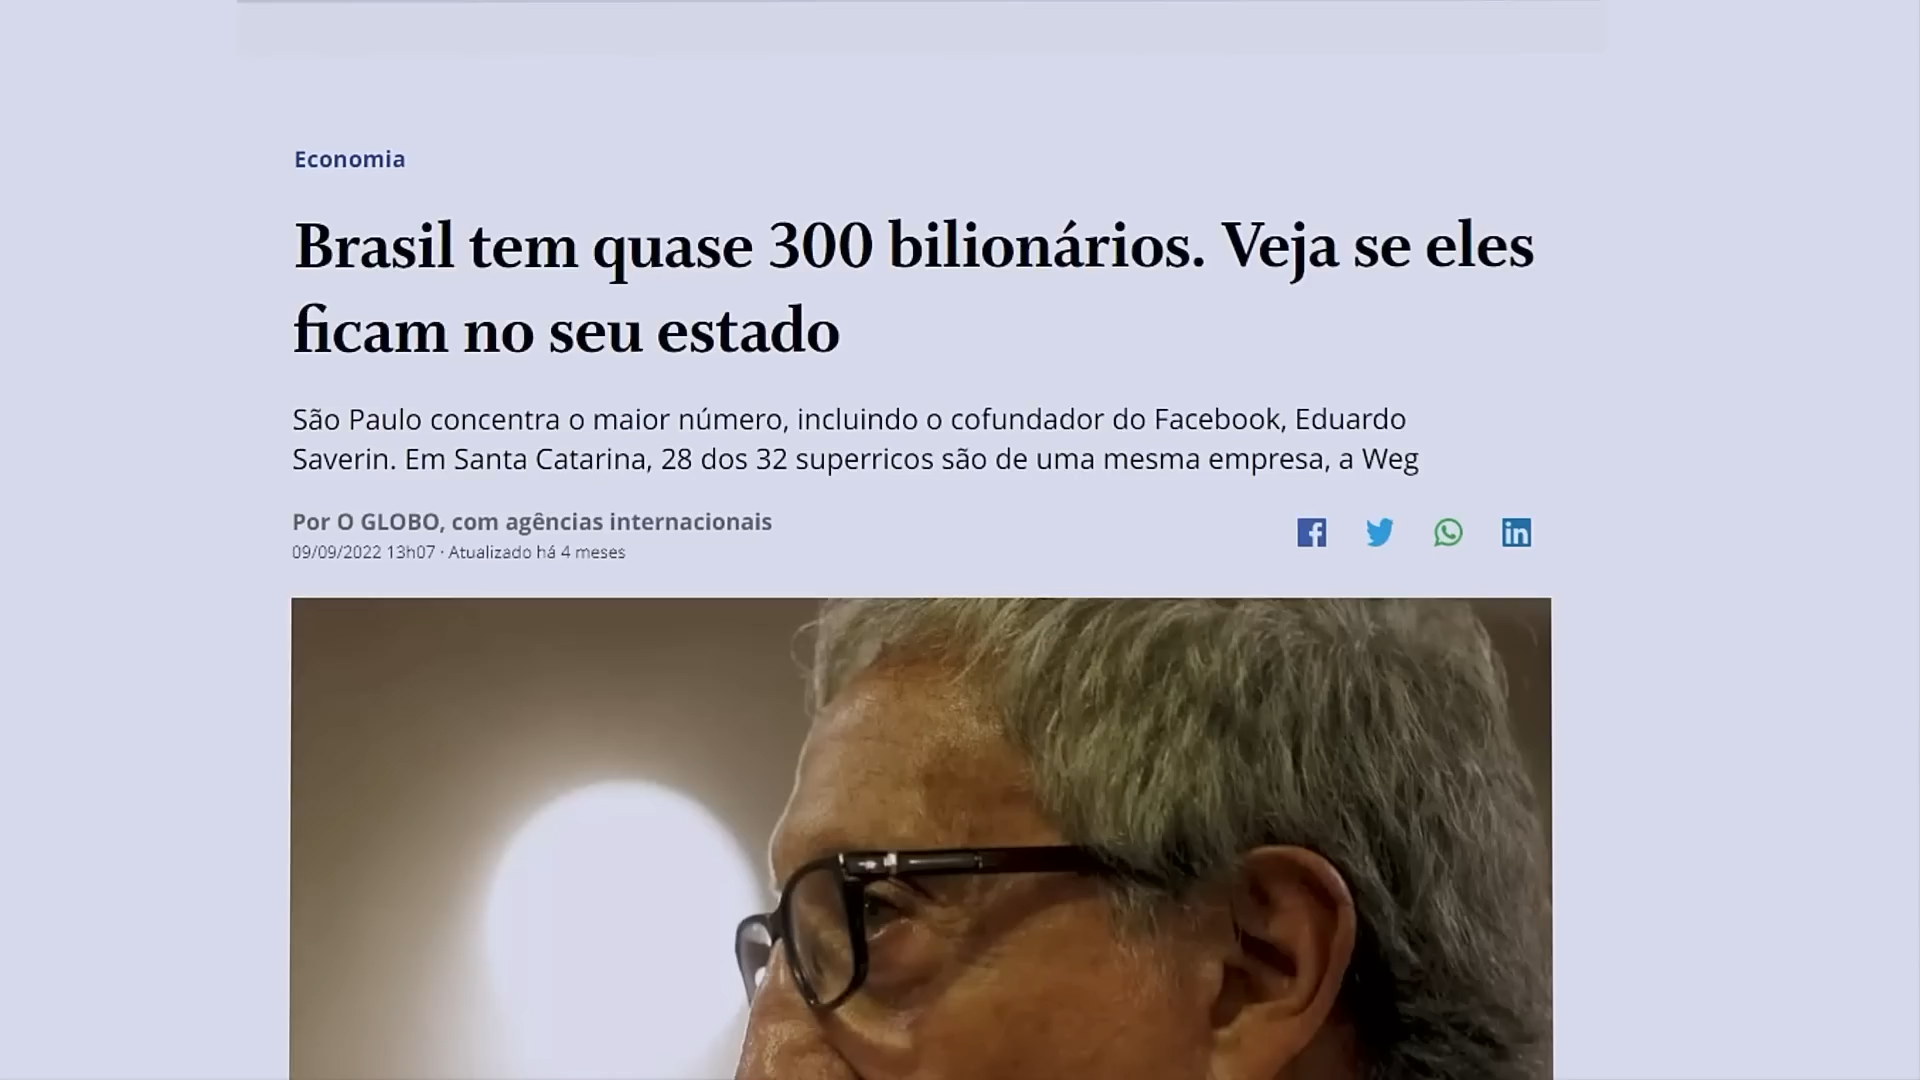 Economia
Brasil tem quase 300 bilionários. Veja se eles
ficam no seu estado
São Paulo concentra o maior número, incluindo o cofundador do Facebook, Eduardo
Saverin. Em Santa Catarina, 28 dos 32 superricos são de uma mesma empresa, a Weg
Por O GLOBO, com agências internacionais
09/09/2022 13h07 · Atualizado há 4 meses